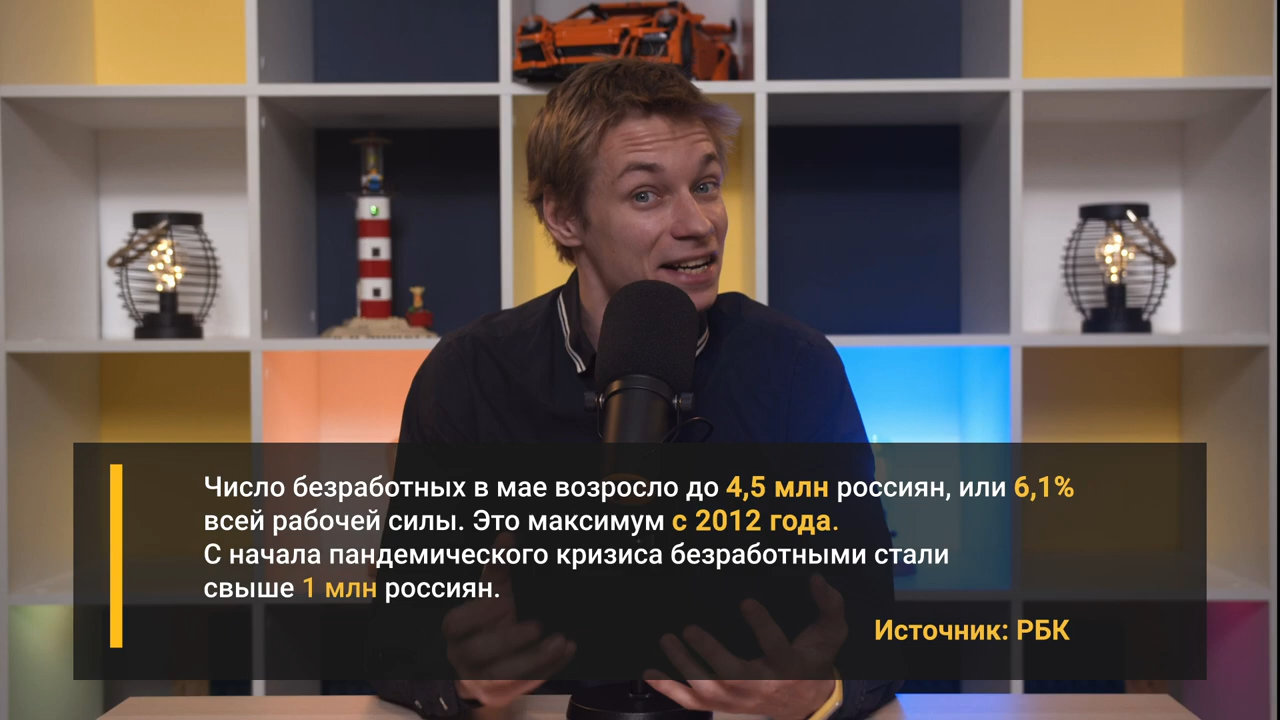 Число безработных в мае возросло до 4,5 млн россиян, или 6,1%
всей рабочей силы. Это максимум с 2012 года.
С начала пандемического кризиса безработными стали
свыше 1 млн россиян.
Источник: РБК